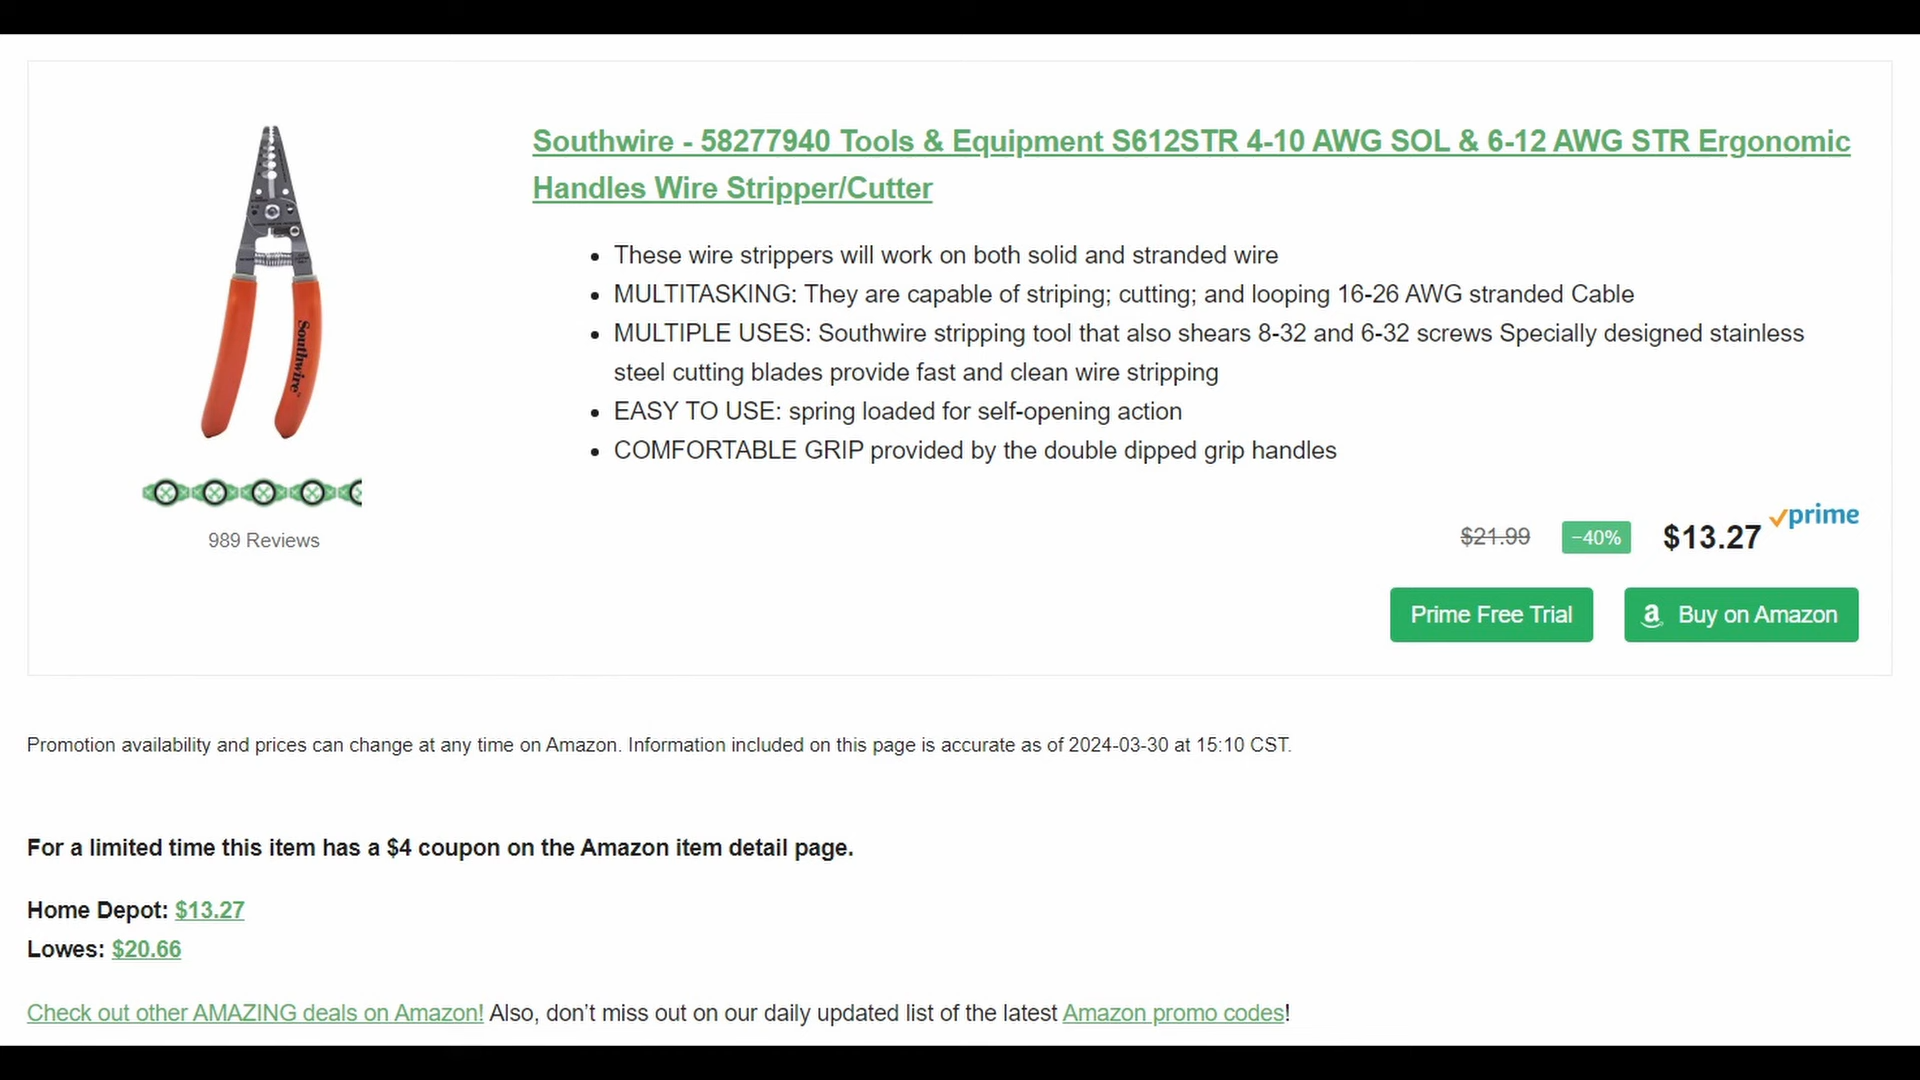 Southwire - 58277940 Tools & Equipment S612STR 4-10 AWG SOL & 6-12 AWG STR Ergonomic
Handles Wire Stripper/Cutter
These wire strippers will work on both solid and stranded wire
MULTITASKING: They are capable of striping; cutting; and looping 16-26 AWG stranded Cable
MULTIPLE USES: Southwire stripping tool that also shears 8-32 and 6-32 screws Specially designed stainless
steel cutting blades provide fast and clean wire stripping
EASY TO USE: spring loaded for self-opening action
COMFORTABLE GRIP provided by the double dipped grip handles
Southwire
989 Reviews
$21.99 −40% $13.27 prime
Prime Free Trial
Buy on Amazon
Promotion availability and prices can change at any time on Amazon. Information included on this page is accurate as of 2024-03-30 at 15:10 CST.
For a limited time this item has a $4 coupon on the Amazon item detail page.
Home Depot: $13.27
Lowes: $20.66
Check out other AMAZING deals on Amazon! Also, don’t miss out on our daily updated list of the latest Amazon promo codes!